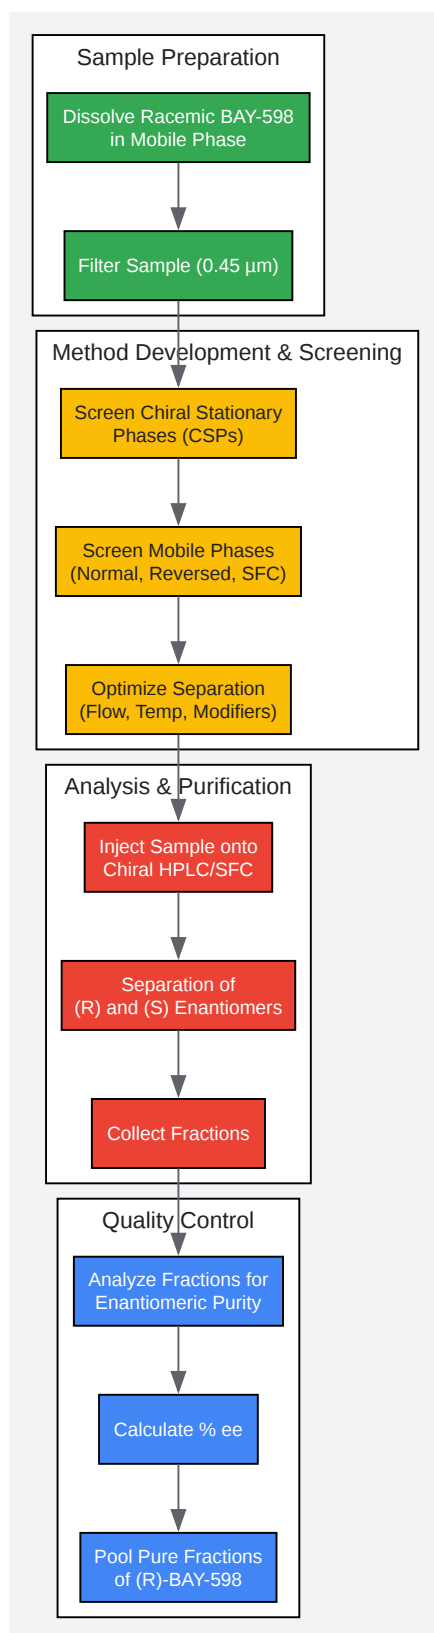 Sample Preparation
Dissolve Racemic BAY-598
in Mobile Phase
Filter Sample (0.45 µm)
Method Development & Screening
Screen Chiral Stationary
Phases (CSPs)
Screen Mobile Phases
(Normal, Reversed, SFC)
Optimize Separation
(Flow, Temp, Modifiers)
Analysis & Purification
Inject Sample onto
Chiral HPLC/SFC
Separation of
(R) and (S) Enantiomers
Collect Fractions
Quality Control
Analyze Fractions for
Enantiomeric Purity
Calculate % ee
Pool Pure Fractions
of (R)-BAY-598